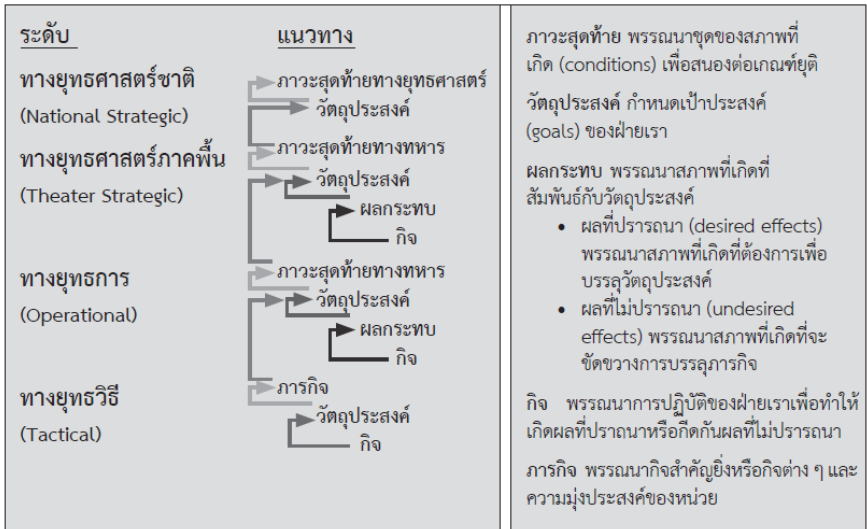 ระดับ
แนวทาง
ทางยุทธศาสตร์ชาติ
(National Strategic)
ภาวะสุดท้ายทางยุทธศาสตร์
วัตถุประสงค์
ทางยุทธศาสตร์ภาคพื้น
(Theater Strategic)
ภาวะสุดท้ายทางทหาร
วัตถุประสงค์
ผลกระทบ
กิจ
ทางยุทธการ
(Operational)
ภาวะสุดท้ายทางทหาร
วัตถุประสงค์
ผลกระทบ
กิจ
ทางยุทธวิธี
(Tactical)
ภารกิจ
วัตถุประสงค์
กิจ
ภาวะสุดท้าย พรรณนาชุดของสภาพที่
เกิด (conditions) เพื่อสนองต่อเกณฑ์ยุติ
วัตถุประสงค์ กำหนดเป้าประสงค์
(goals) ของฝ่ายเรา
ผลกระทบ พรรณนาสภาพที่เกิดที่
สัมพันธ์กับวัตถุประสงค์
• ผลที่ปรารถนา (desired effects)
พรรณนาสภาพที่เกิดที่ต้องการเพื่อ
บรรลุวัตถุประสงค์
• ผลที่ไม่ปรารถนา (undesired
effects) พรรณนาสภาพที่เกิดที่จะ
ขัดขวางการบรรลุภารกิจ
กิจ พรรณนาการปฏิบัติของฝ่ายเราเพื่อทำให้
เกิดผลที่ปราถนาหรือกีดกันผลที่ไม่ปรารถนา
ภารกิจ พรรณนากิจสำคัญยิ่งหรือกิจต่าง ๆ และ
ความมุ่งประสงค์ของหน่วย